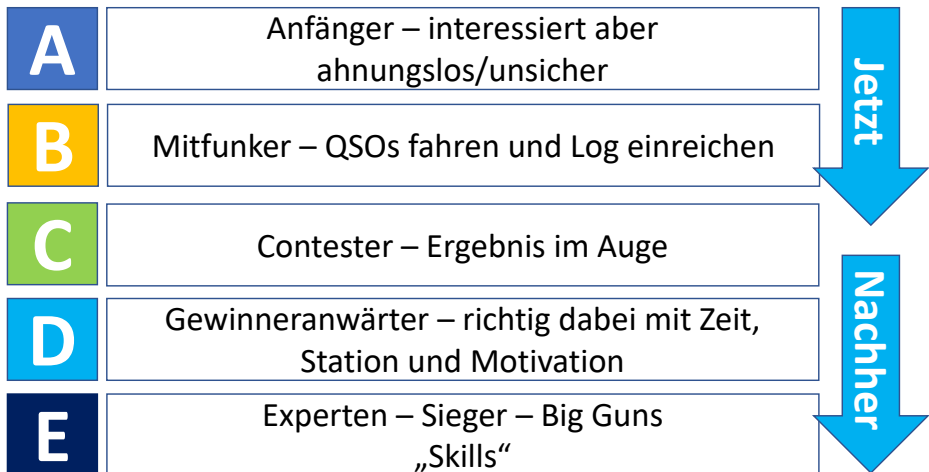 A
Anfänger – interessiert aber
ahnungslos/unsicher
B
Mitfunker – QSOs fahren und Log einreichen
C
Contester – Ergebnis im Auge
D
Gewinneranwärter – richtig dabei mit Zeit,
Station und Motivation
E
Experten – Sieger – Big Guns
„Skills“
Jetzt
Nachher